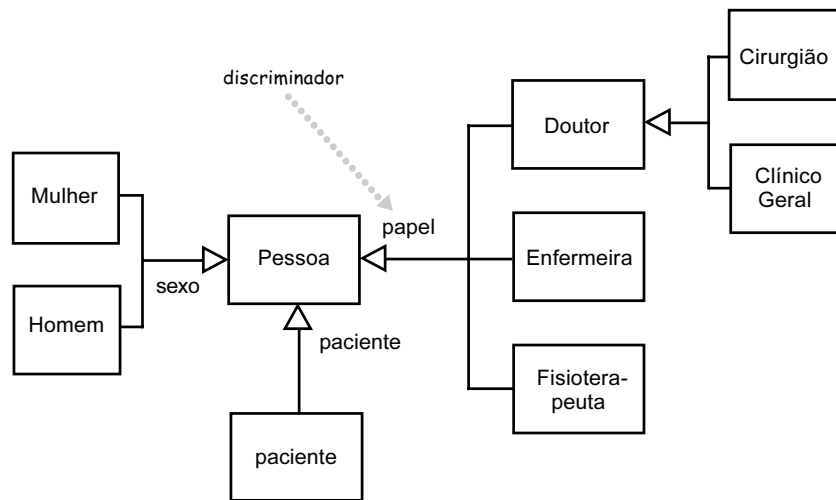 discriminador
Cirurgião
Doutor
Clínico
Geral
Mulher
papel
Pessoa
Enfermeira
sexo
Homem
paciente
Fisiotera-
peuta
paciente